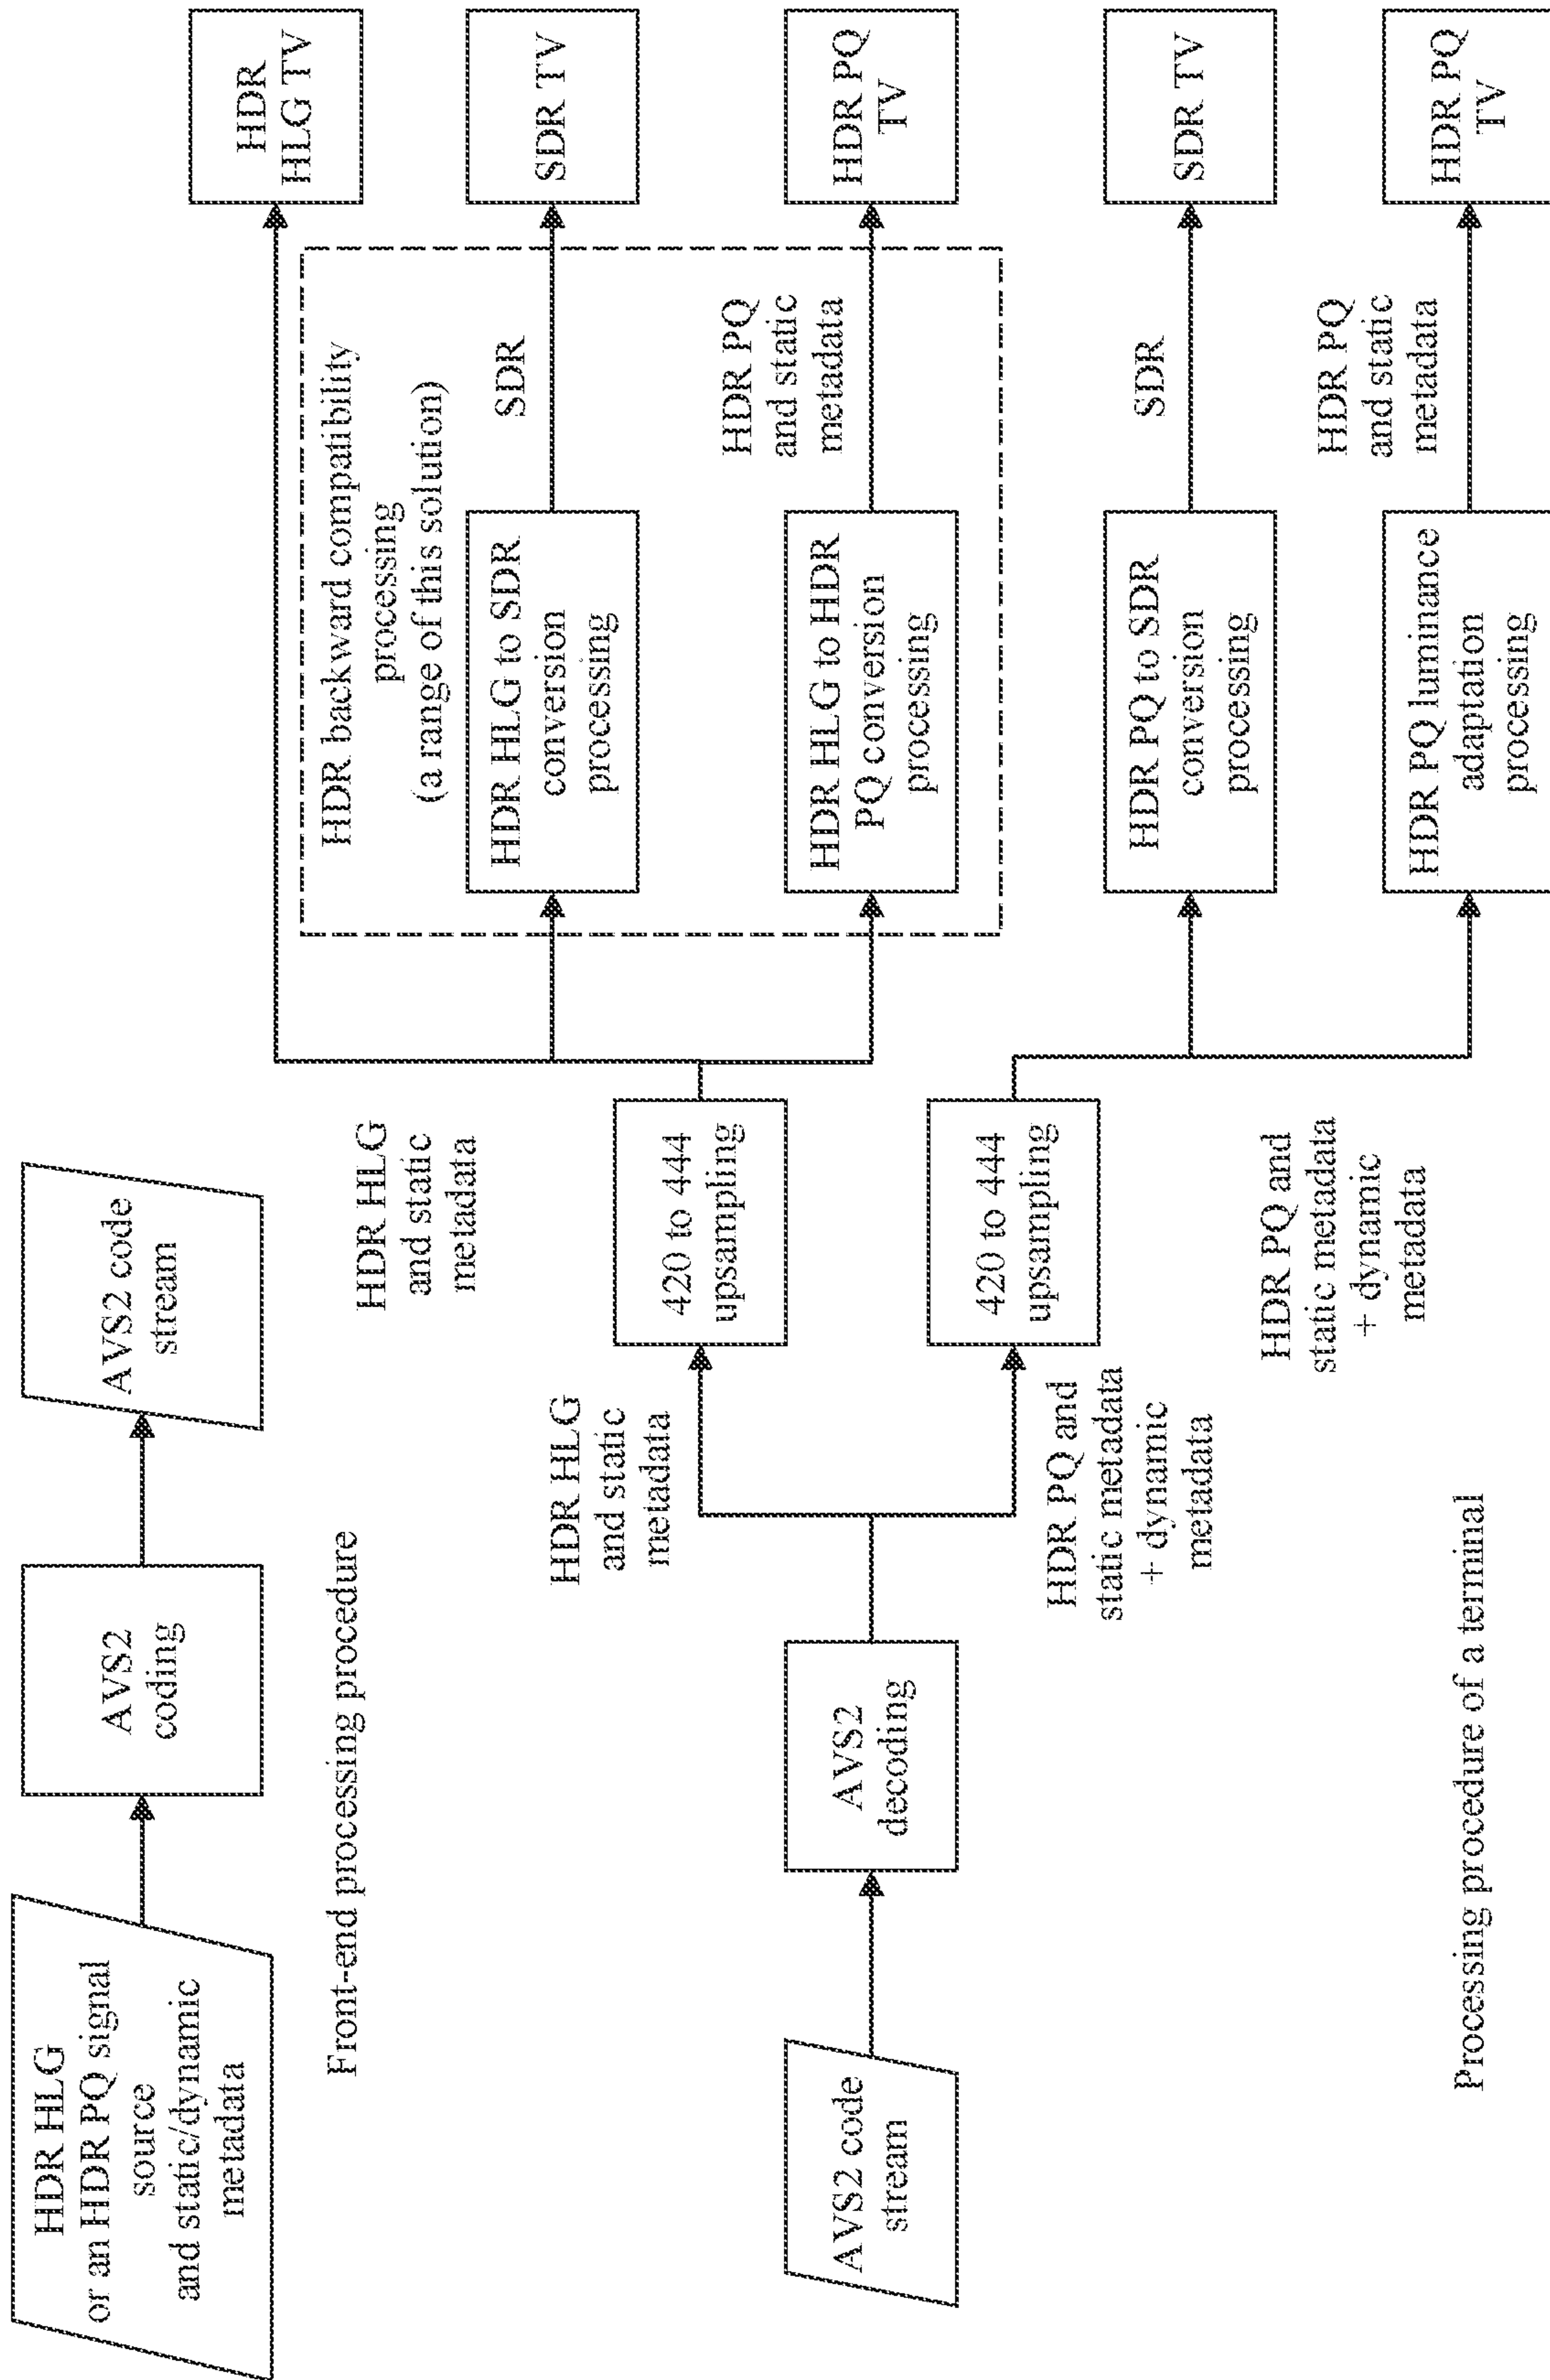 HDR HLG
or an HDR PQ signal
source
and static/dynamic
metadata
AVS2
coding
AVS2 code
stream
Front-end processing procedure
AVS2 code
stream
AVS2
decoding
HDR HLG
and static
metadata
HDR PQ and
static metadata
+ dynamic
metadata
420 to 444
upsampling
420 to 444
upsampling
HDR HLG
and static
metadata
HDR PQ and
static metadata
+ dynamic
metadata
HDR backward compatibility
processing
(a range of this solution)
HDR HLG to SDR
conversion
processing
SDR
HDR HLG to HDR
PQ conversion
processing
HDR PQ
and static
metadata
HDR PQ to SDR
conversion
processing
SDR
HDR PQ luminance
adaptation
processing
HDR PQ
and static
metadata
HDR
HLG TV
SDR TV
HDR PQ
TV
SDR TV
HDR PQ
TV
Processing procedure of a terminal